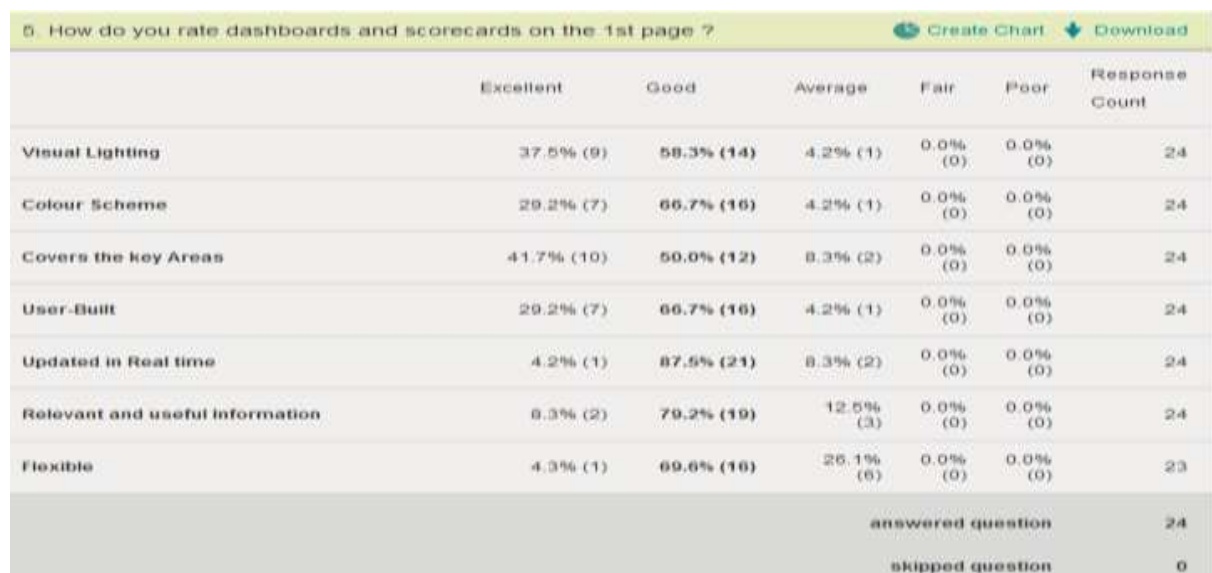 5. How do you rate dashboards and scorecards on the 1st page ? Create Chart Download
Excellent Good Average Fair Poor Response Count
Visual Lighting 37.5% (9) 58.3% (14) 4.2% (1) 0.0% (0) 0.0% (0) 24
Colour Scheme 29.2% (7) 66.7% (16) 4.2% (1) 0.0% (0) 0.0% (0) 24
Covers the key Areas 41.7% (10) 50.0% (12) 8.3% (2) 0.0% (0) 0.0% (0) 24
User-Built 29.2% (7) 66.7% (16) 4.2% (1) 0.0% (0) 0.0% (0) 24
Updated in Real time 4.2% (1) 87.5% (21) 8.3% (2) 0.0% (0) 0.0% (0) 24
Relevant and useful information 8.3% (2) 79.2% (19) 12.5% (3) 0.0% (0) 0.0% (0) 24
Flexible 4.3% (1) 69.6% (16) 26.1% (6) 0.0% (0) 0.0% (0) 23
answered question 24
skipped question 0